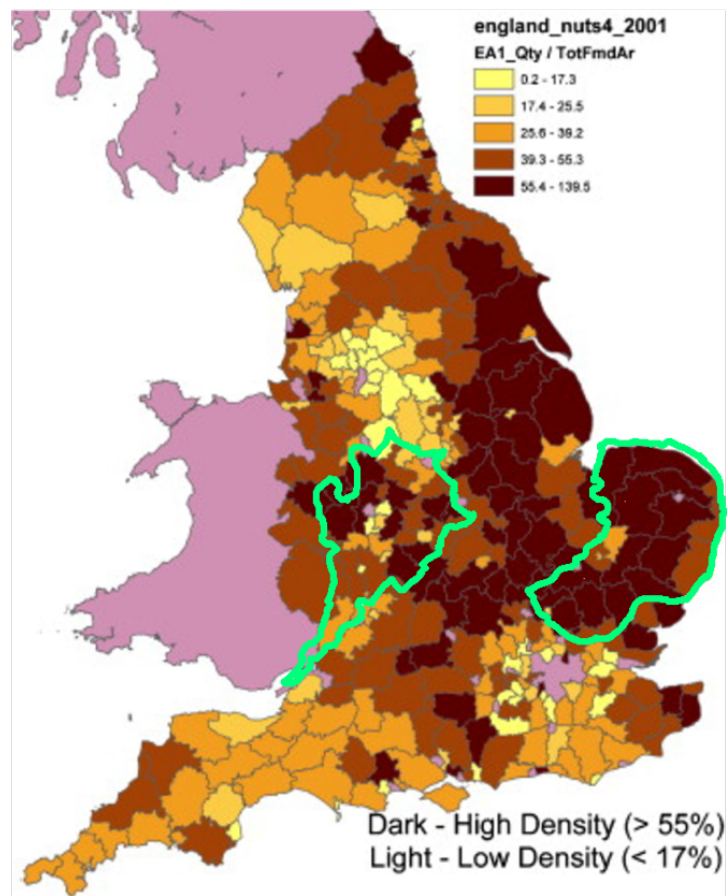 england_nuts4_2001
EA1_Qty / TotFmdAr
0.2 - 17.3
17.4 - 25.5
25.6 - 39.2
39.3 - 55.3
55.4 - 139.5
Dark - High Density (> 55%)
Light - Low Density (< 17%)